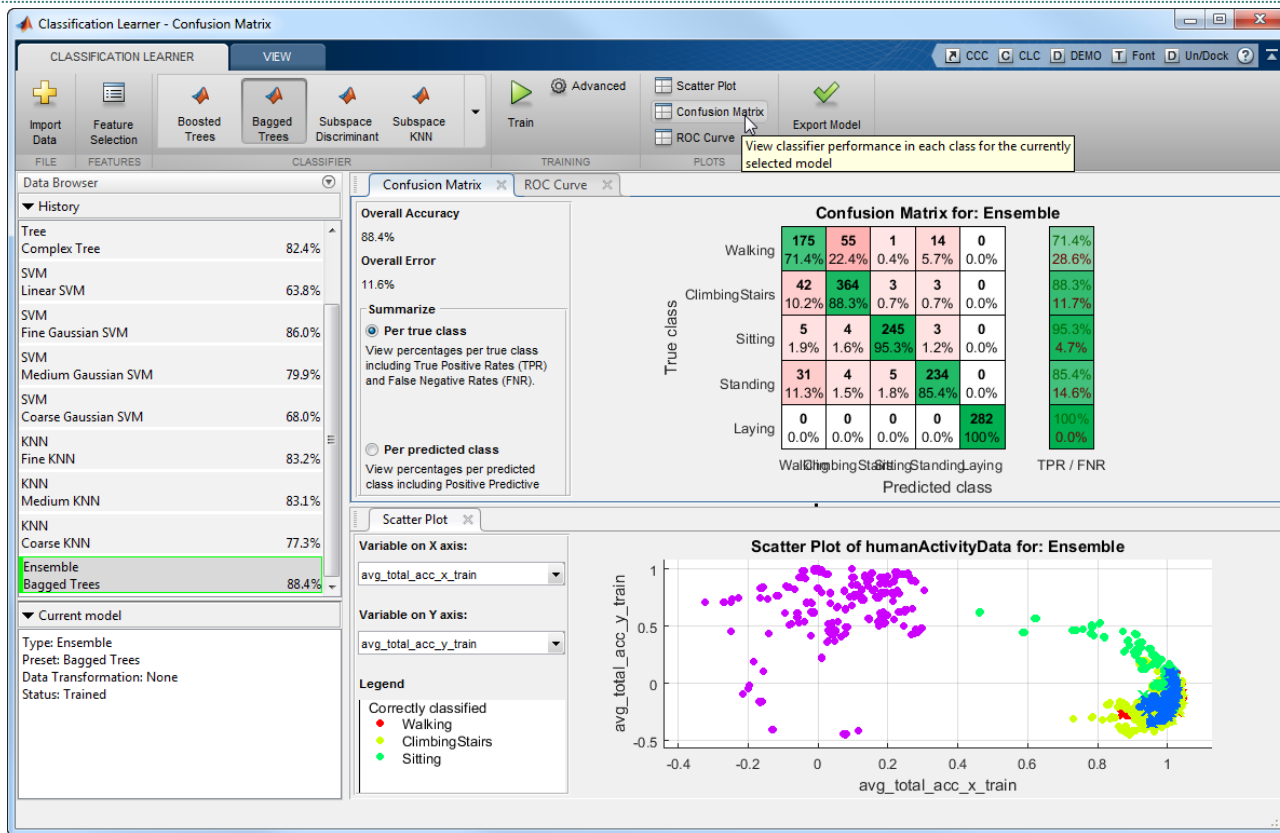 Classification Learner - Confusion Matrix
CLASSIFICATION LEARNER
VIEW
CCC
C CLC
D DEMO
T Font
D Un/Dock
?
Import
Data
Feature
Selection
Boosted
Trees
Bagged
Trees
Subspace
Discriminant
Subspace
KNN
Train
Advanced
Scatter Plot
Confusion Matrix
ROC Curve
Export Model
FILE
FEATURES
CLASSIFIER
TRAINING
PLOTS
View classifier performance in each class for the currently
selected model
Data Browser
History
Tree
Complex Tree 82.4%
SVM
Linear SVM 63.8%
SVM
Fine Gaussian SVM 86.0%
SVM
Medium Gaussian SVM 79.9%
SVM
Coarse Gaussian SVM 68.0%
KNN
Fine KNN 83.2%
KNN
Medium KNN 83.1%
KNN
Coarse KNN 77.3%
Ensemble
Bagged Trees 88.4%
Current model
Type: Ensemble
Preset: Bagged Trees
Data Transformation: None
Status: Trained
Confusion Matrix
ROC Curve
Overall Accuracy
88.4%
Overall Error
11.6%
Summarize
Per true class
View percentages per true class
including True Positive Rates (TPR)
and False Negative Rates (FNR).
Per predicted class
View percentages per predicted
class including Positive Predictive
Confusion Matrix for: Ensemble
True class
Walking 175 55 1 14 0 71.4%
71.4% 22.4% 0.4% 5.7% 0.0% 28.6%
ClimbingStairs 42 364 3 3 0 88.3%
10.2% 88.3% 0.7% 0.7% 0.0% 11.7%
Sitting 5 4 245 3 0 95.3%
1.9% 1.6% 95.3% 1.2% 0.0% 4.7%
Standing 31 4 5 234 0 85.4%
11.3% 1.5% 1.8% 85.4% 0.0% 14.6%
Laying 0 0 0 0 282 100%
0.0% 0.0% 0.0% 0.0% 100% 0.0%
Walking ClimbingStairs Sitting Standing Laying TPR / FNR
Predicted class
Scatter Plot
Variable on X axis:
avg_total_acc_x_train
Variable on Y axis:
avg_total_acc_y_train
Legend
Correctly classified
Walking
ClimbingStairs
Sitting
Scatter Plot of humanActivityData for: Ensemble
avg_total_acc_y_train
1
0.5
0
-0.5
-0.4 -0.2 0 0.2 0.4 0.6 0.8 1
avg_total_acc_x_train